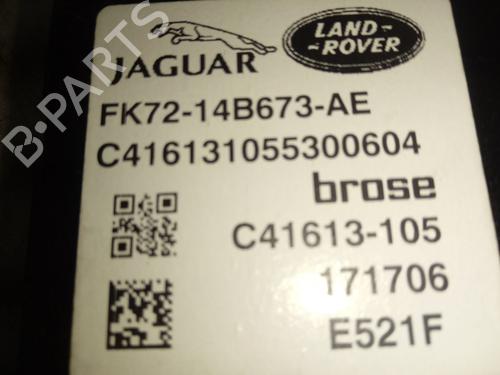 JAGUAR
LAND-
-ROVER
FK72-14B673-AE
C416131055300604
brose
C41613-105
171706
E521F
B-PARTS